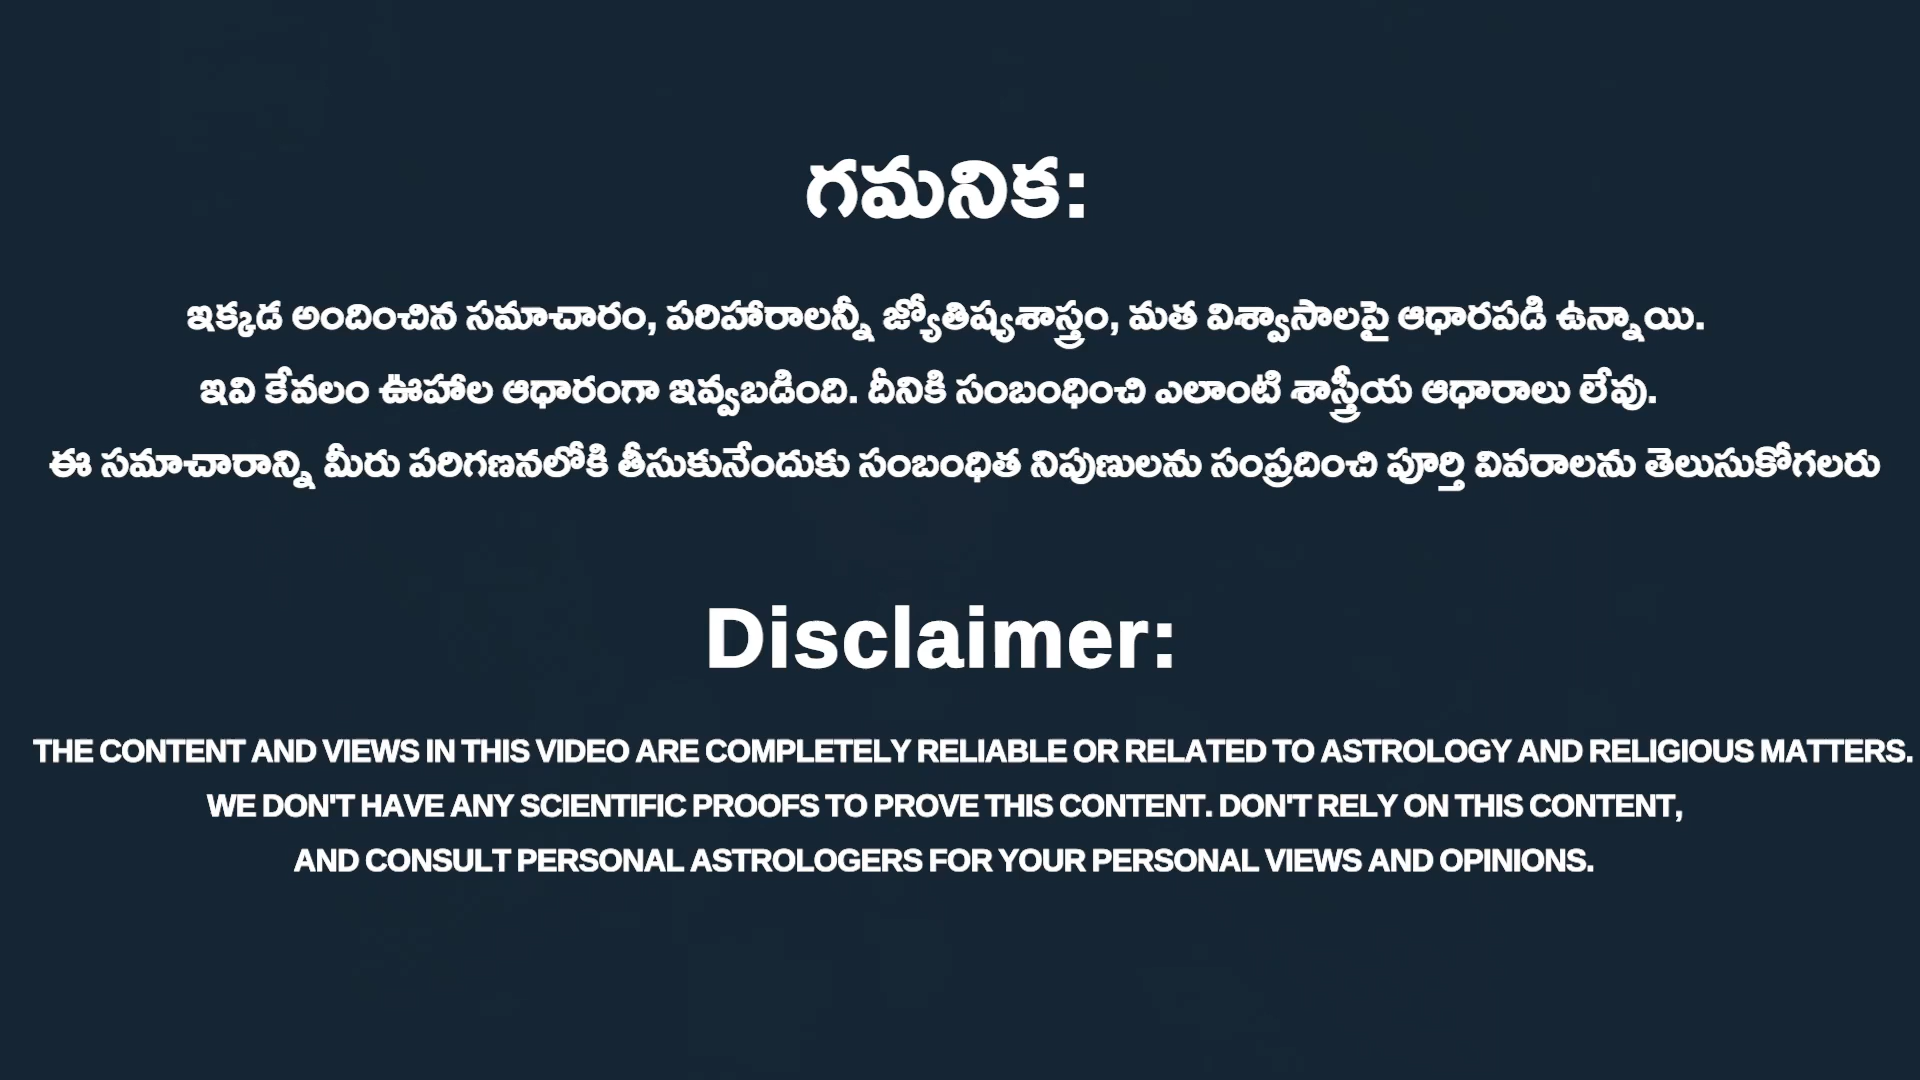 గమనిక:
ఇక్కడ అందించిన సమాచారం, పరిహారాలన్నీ జ్యోతిష్యశాస్త్రం, మత విశ్వాసాలపై ఆధారపడి ఉన్నాయి.
ఇవి కేవలం ఊహాల ఆధారంగా ఇవ్వబడింది. దీనికి సంబంధించి ఎలాంటి శాస్త్రీయ ఆధారాలు లేవు.
ఈ సమాచారాన్ని మీరు పరిగణనలోకి తీసుకునేందుకు సంబంధిత నిపుణులను సంప్రదించి పూర్తి వివరాలను తెలుసుకోగలరు
Disclaimer:
THE CONTENT AND VIEWS IN THIS VIDEO ARE COMPLETELY RELIABLE OR RELATED TO ASTROLOGY AND RELIGIOUS MATTERS.
WE DON'T HAVE ANY SCIENTIFIC PROOFS TO PROVE THIS CONTENT. DON'T RELY ON THIS CONTENT,
AND CONSULT PERSONAL ASTROLOGERS FOR YOUR PERSONAL VIEWS AND OPINIONS.